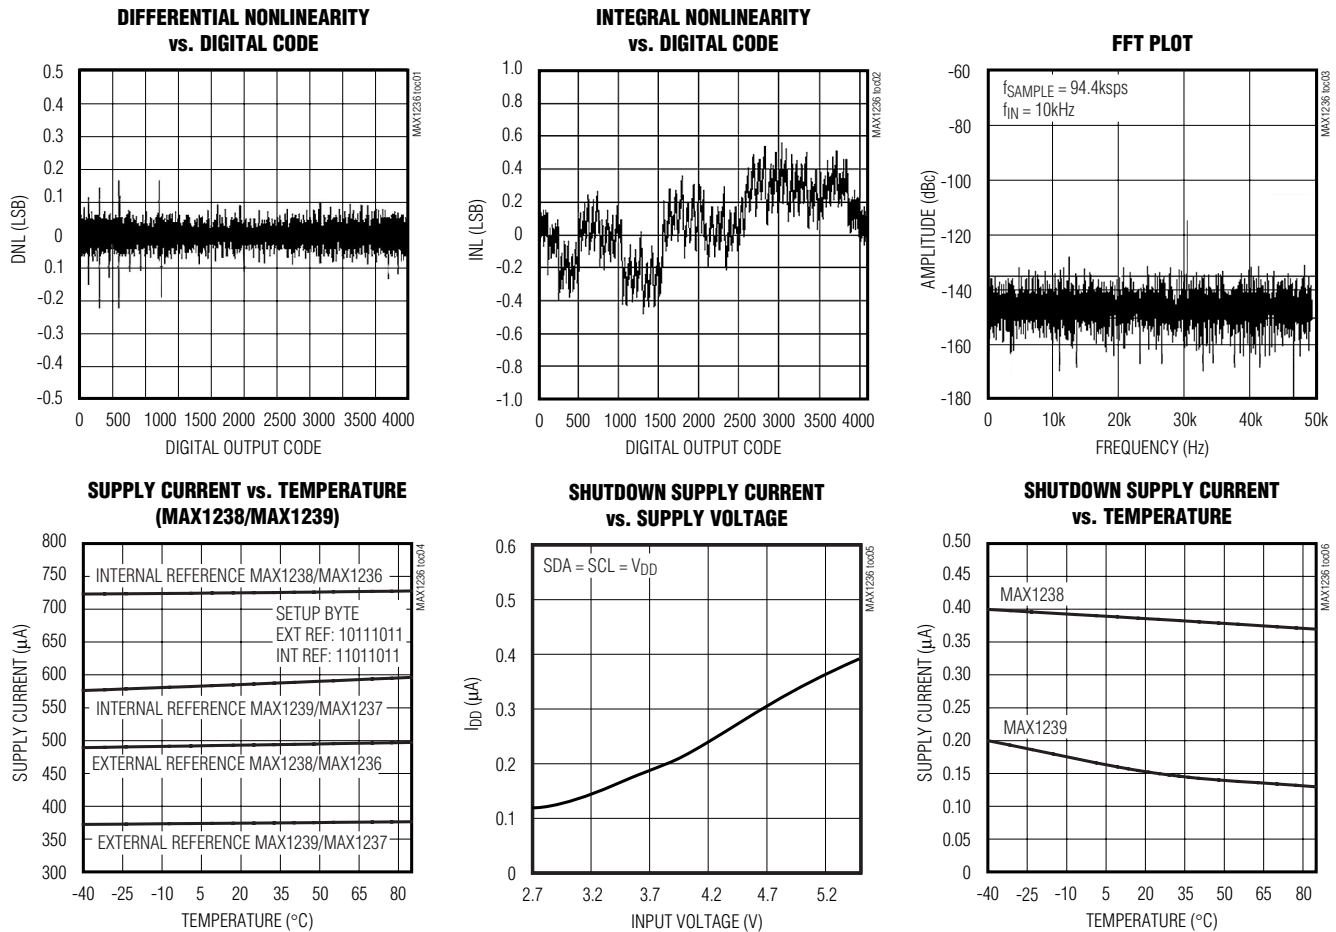 DIFFERENTIAL NONLINEARITY
vs. DIGITAL CODE
MAX1236 toc01
DNL (LSB)
0.5
0.4
0.3
0.2
0.1
0
0.1
-0.2
-0.3
-0.4
-0.5
0 500 1000 1500 2000 3000 3000 3500 4000
DIGITAL OUTPUT CODE
INTEGRAL NONLINEARITY
vs. DIGITAL CODE
MAX1236 toc02
INL (LSB)
1.0
0.8
0.6
0.4
0.2
0
-0.2
-0.4
-0.6
-0.8
-1.0
0 500 1000 1500 2000 2500 3000 3500 4000
DIGITAL OUTPUT CODE
FFT PLOT
MAX1236 toc03
fSAMPLE = 94.4ksps
fIN = 10kHz
AMPLITUDE (dBc)
-60
-80
-100
-120
-140
-160
-180
0 10k 20k 30k 40k 50k
FREQUENCY (Hz)
SUPPLY CURRENT vs. TEMPERATURE
(MAX1238/MAX1239)
MAX1236 toc04
SUPPLY CURRENT (μA)
800
750
700
650
600
550
500
450
400
350
300
INTERNAL REFERENCE MAX1238/MAX1236
SETUP BYTE
EXT REF: 10111011
INT REF: 11011011
INTERNAL REFERENCE MAX1239/MAX1237
EXTERNAL REFERENCE MAX1238/MAX1236
EXTERNAL REFERENCE MAX1239/MAX1237
-40 -25 -10 5 20 35 50 65 80
TEMPERATURE (°C)
SHUTDOWN SUPPLY CURRENT
vs. SUPPLY VOLTAGE
MAX1236 toc05
SDA = SCL = VDD
IDD (μA)
0.6
0.5
0.4
0.3
0.2
0.1
0
2.7 3.2 3.7 4.2 4.7 5.2
INPUT VOLTAGE (V)
SHUTDOWN SUPPLY CURRENT
vs. TEMPERATURE
MAX1236 toc06
SUPPLY CURRENT (μA)
0.50
0.45
0.40
0.35
0.30
0.25
0.20
0.15
0.10
0.05
0
MAX1238
MAX1239
-40 -25 -10 5 20 35 50 65 80
TEMPERATURE (°C)